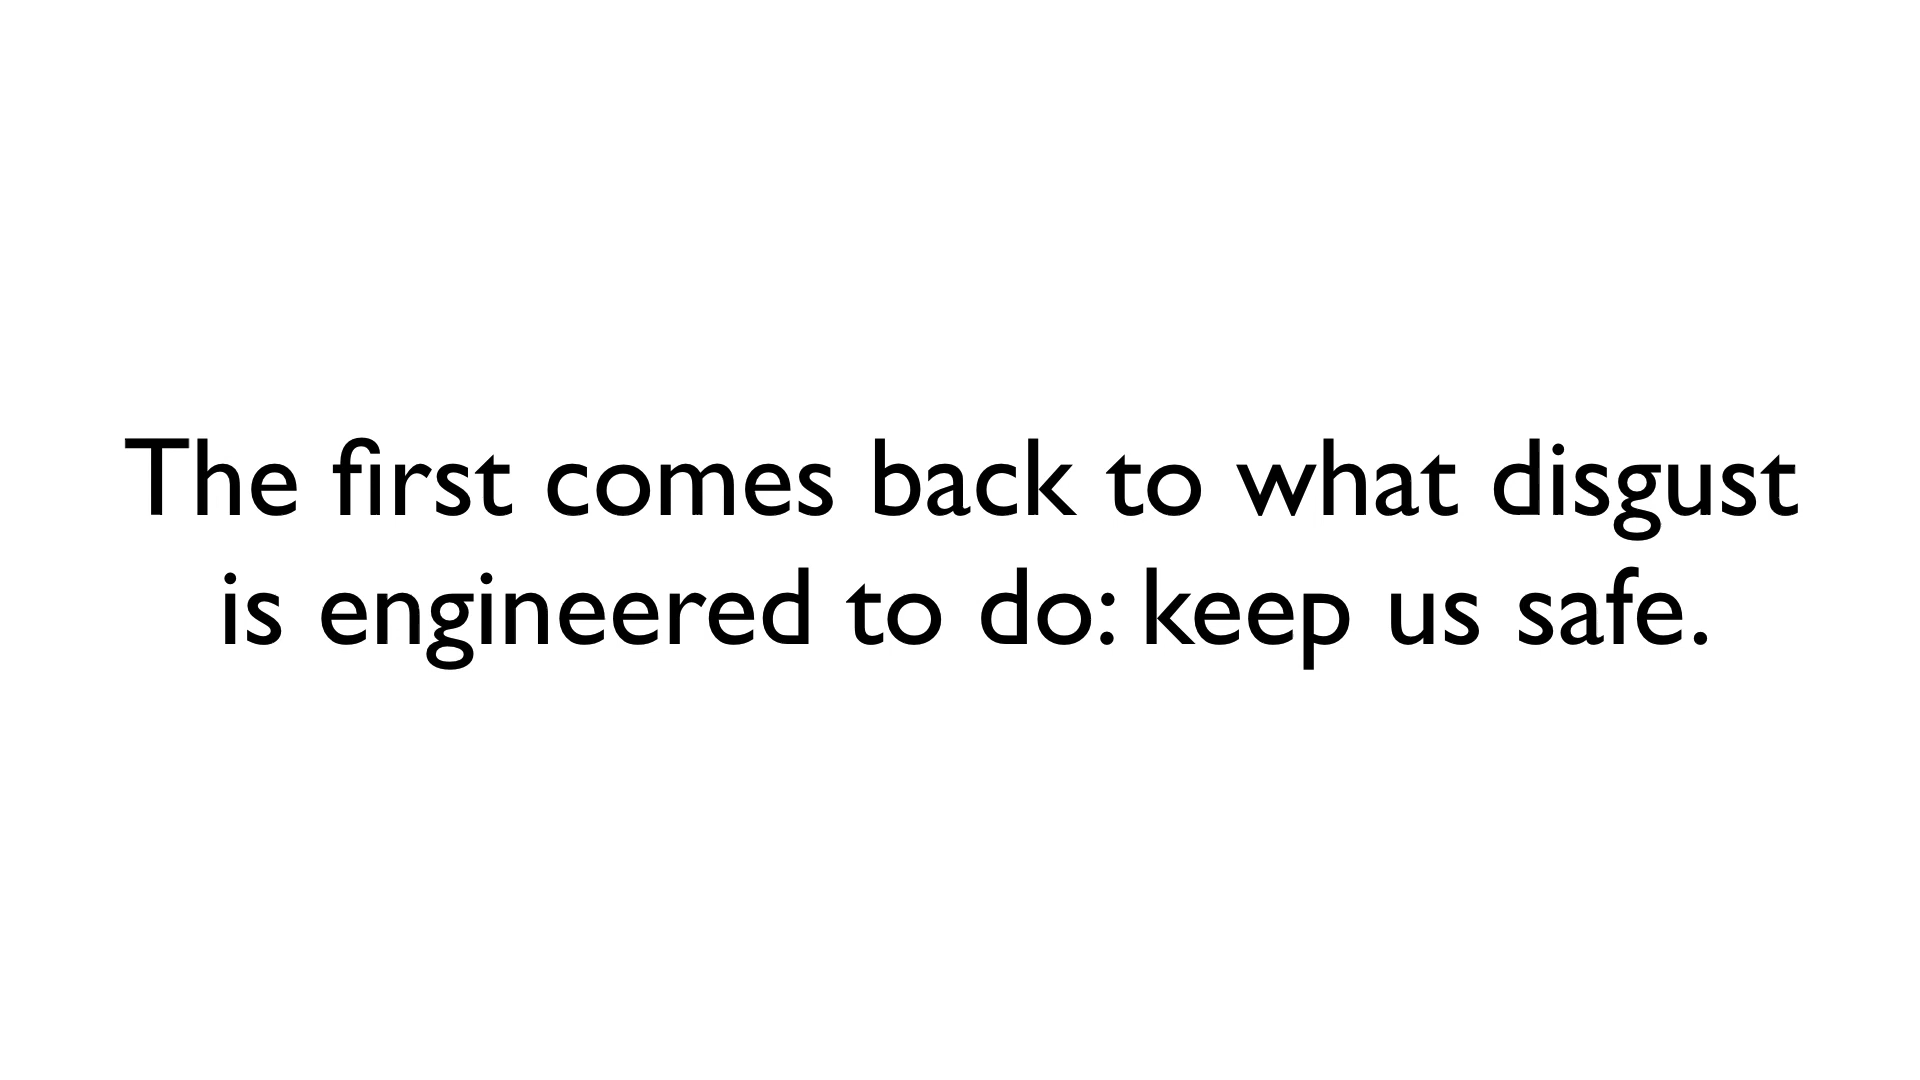 The first comes back to what disgust
is engineered to do: keep us safe.